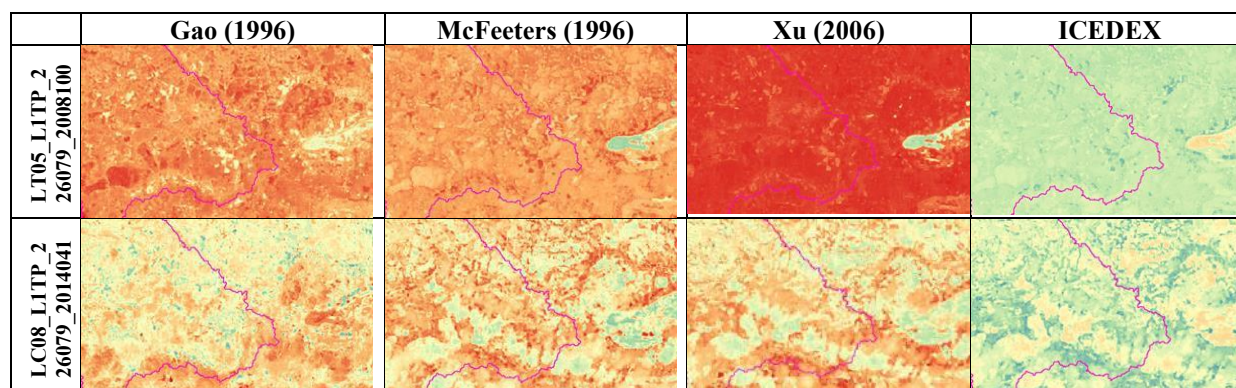 Gao (1996) McFeeters (1996) Xu (2006) ICEDEX
LT05_L1TP_2
26079_2008100
LC08_L1TP_2
26079_2014041